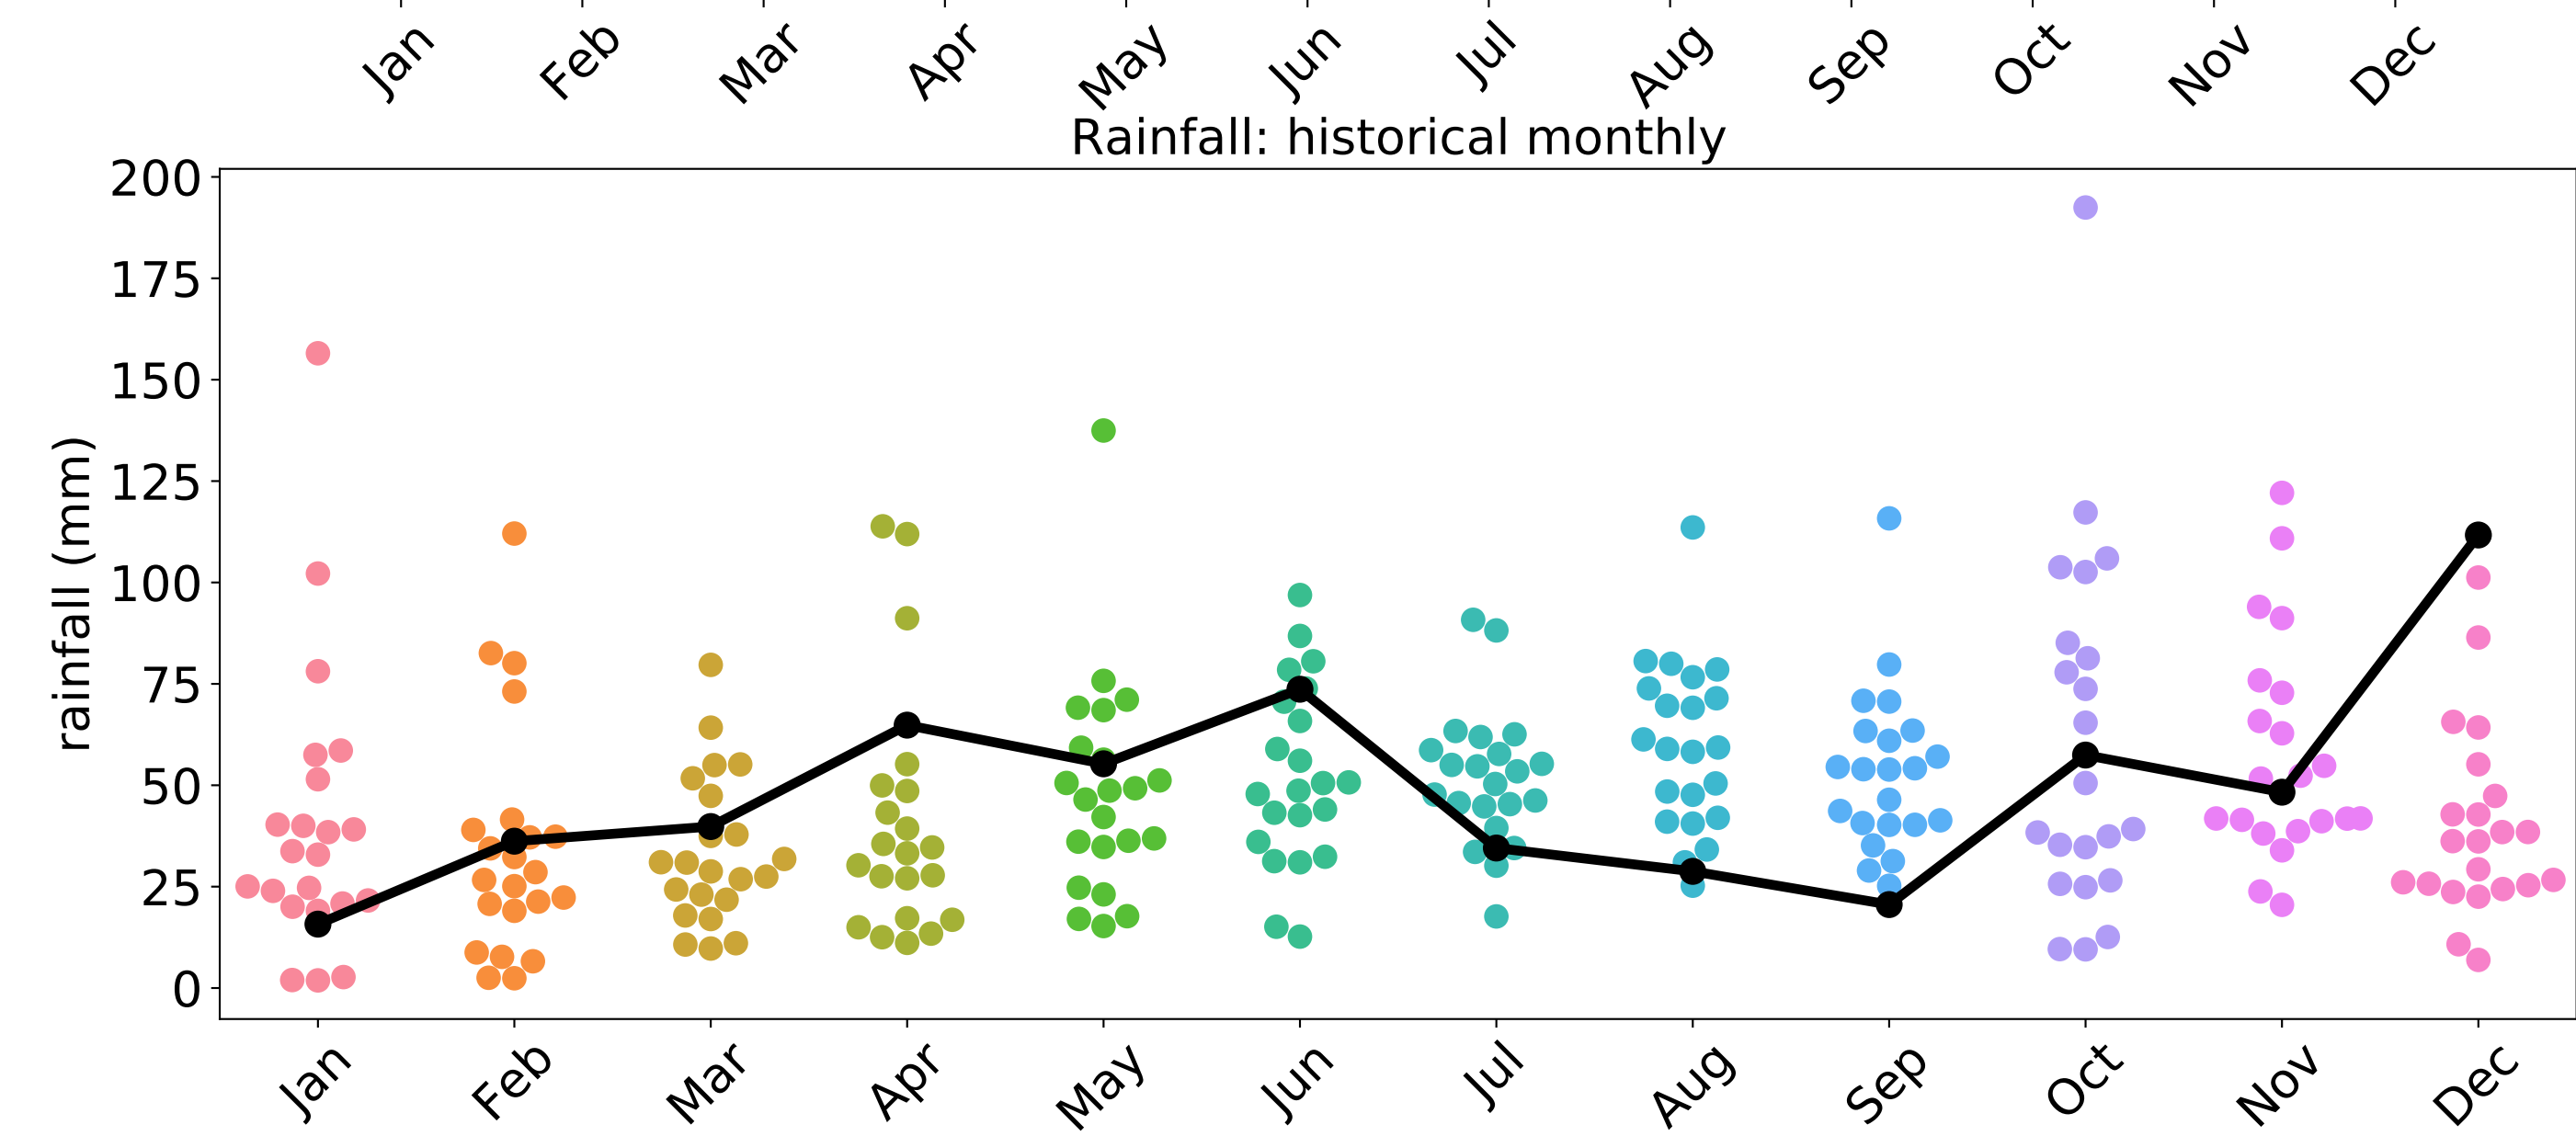 Jan Feb Mar Apr May Jun Jul Aug Sep Oct Nov Dec
Rainfall: historical monthly
200
175
150
125
100
75
50
25
0
rainfall (mm)
Jan Feb Mar Apr May Jun Jul Aug Sep Oct Nov Dec